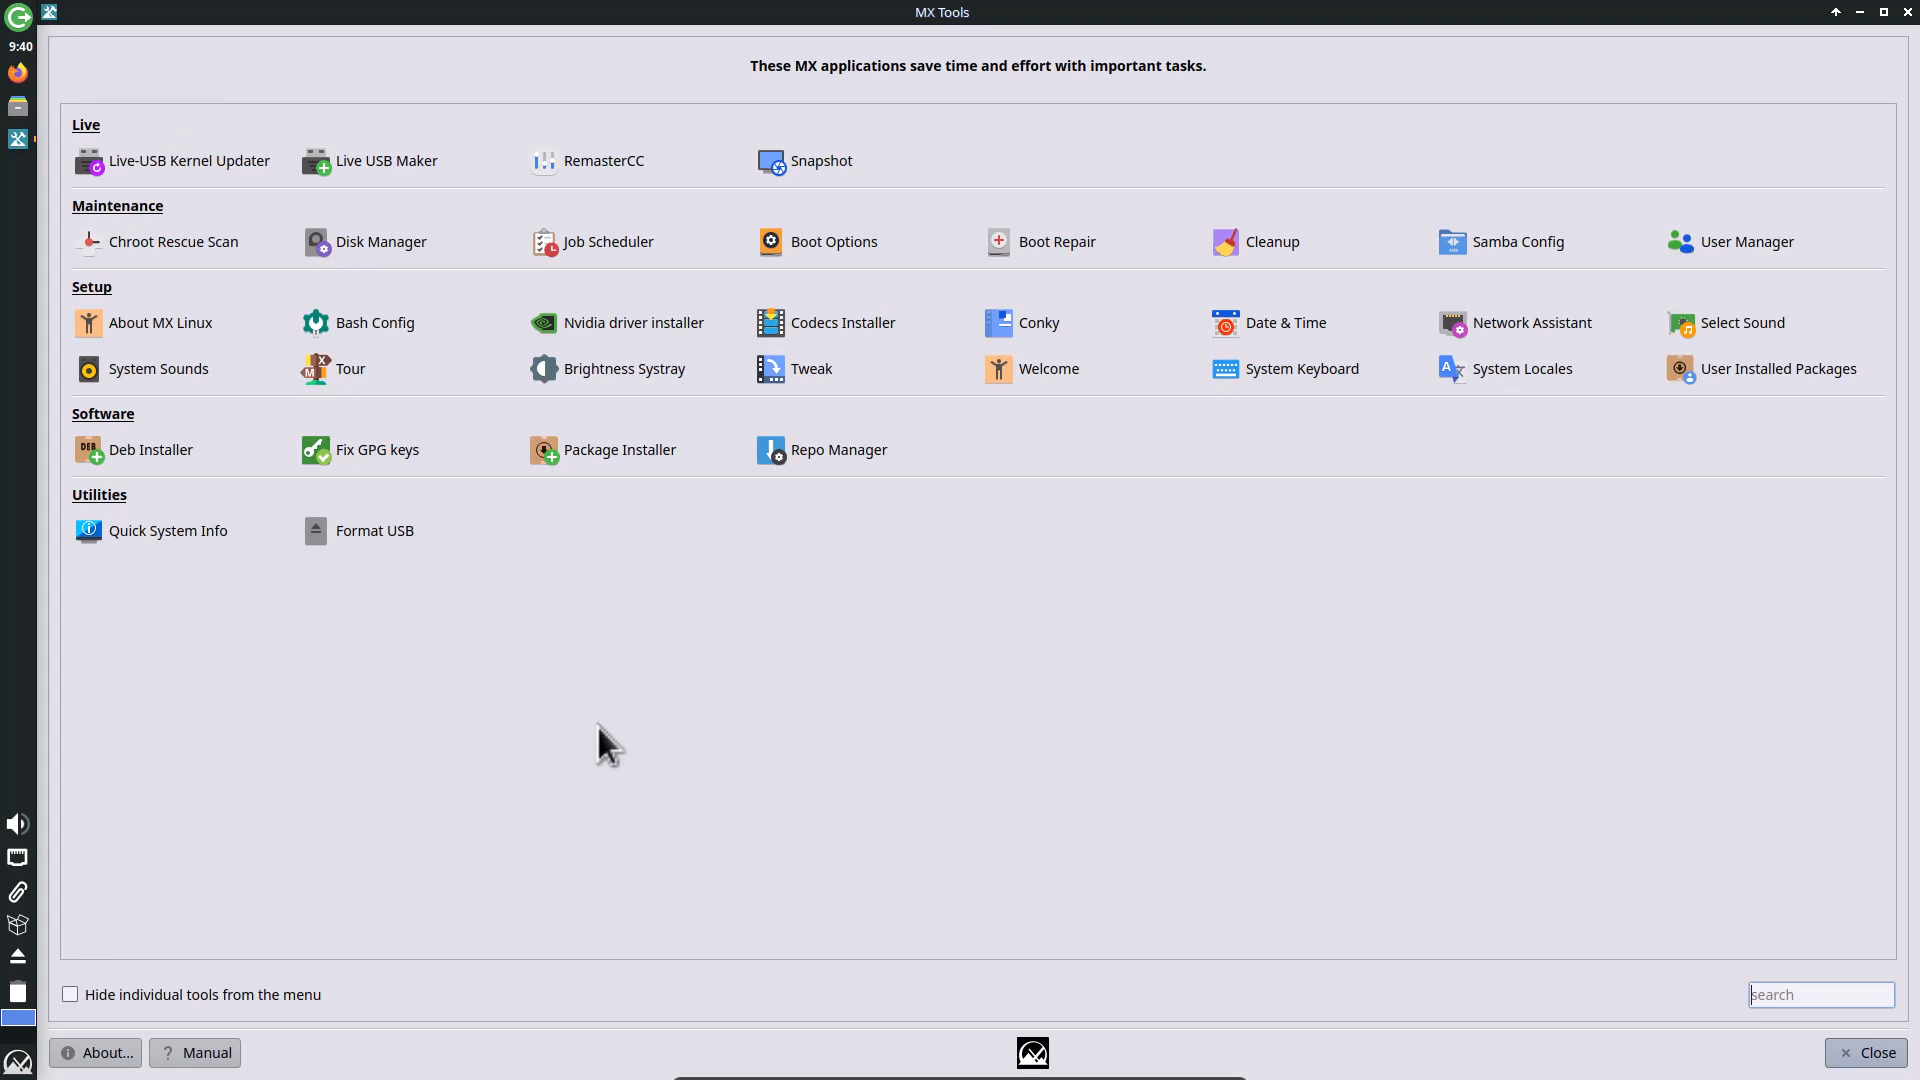 MX Tools
9:40
These MX applications save time and effort with important tasks.
Live
Live-USB Kernel Updater Live USB Maker RemasterCC Snapshot
Maintenance
Chroot Rescue Scan Disk Manager Job Scheduler Boot Options Boot Repair Cleanup Samba Config User Manager
Setup
About MX Linux Bash Config Nvidia driver installer Codecs Installer Conky Date & Time Network Assistant Select Sound
System Sounds Tour Brightness Systray Tweak Welcome System Keyboard System Locales User Installed Packages
Software
Deb Installer Fix GPG keys Package Installer Repo Manager
Utilities
Quick System Info Format USB
Hide individual tools from the menu search
About... ? Manual Close